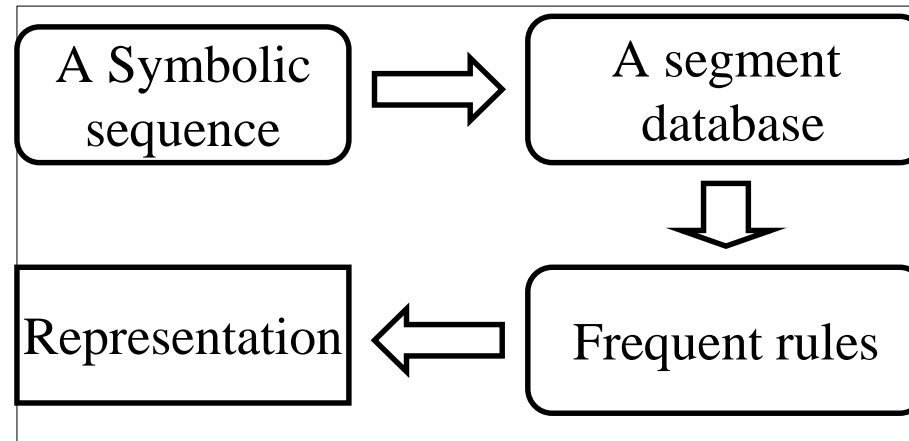 A Symbolic
sequence
A segment
database
Representation
Frequent rules